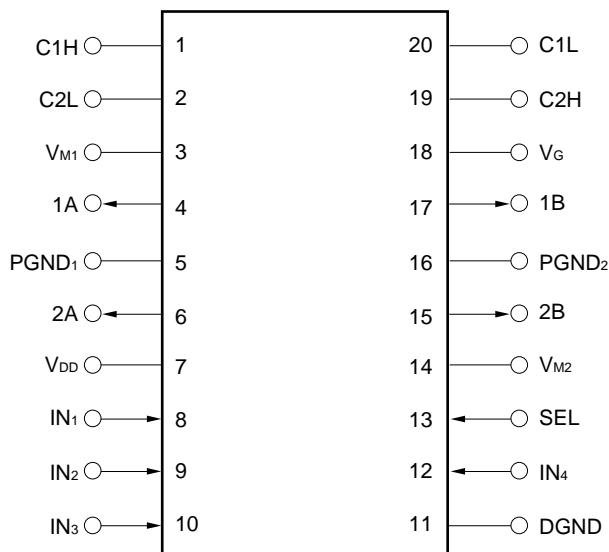 C1H 1 20 C1L
C2L 2 19 C2H
VM1 3 18 VG
1A 4 17 1B
PGND1 5 16 PGND2
2A 6 15 2B
VDD 7 14 VM2
IN1 8 13 SEL
IN2 9 12 IN4
IN3 10 11 DGND